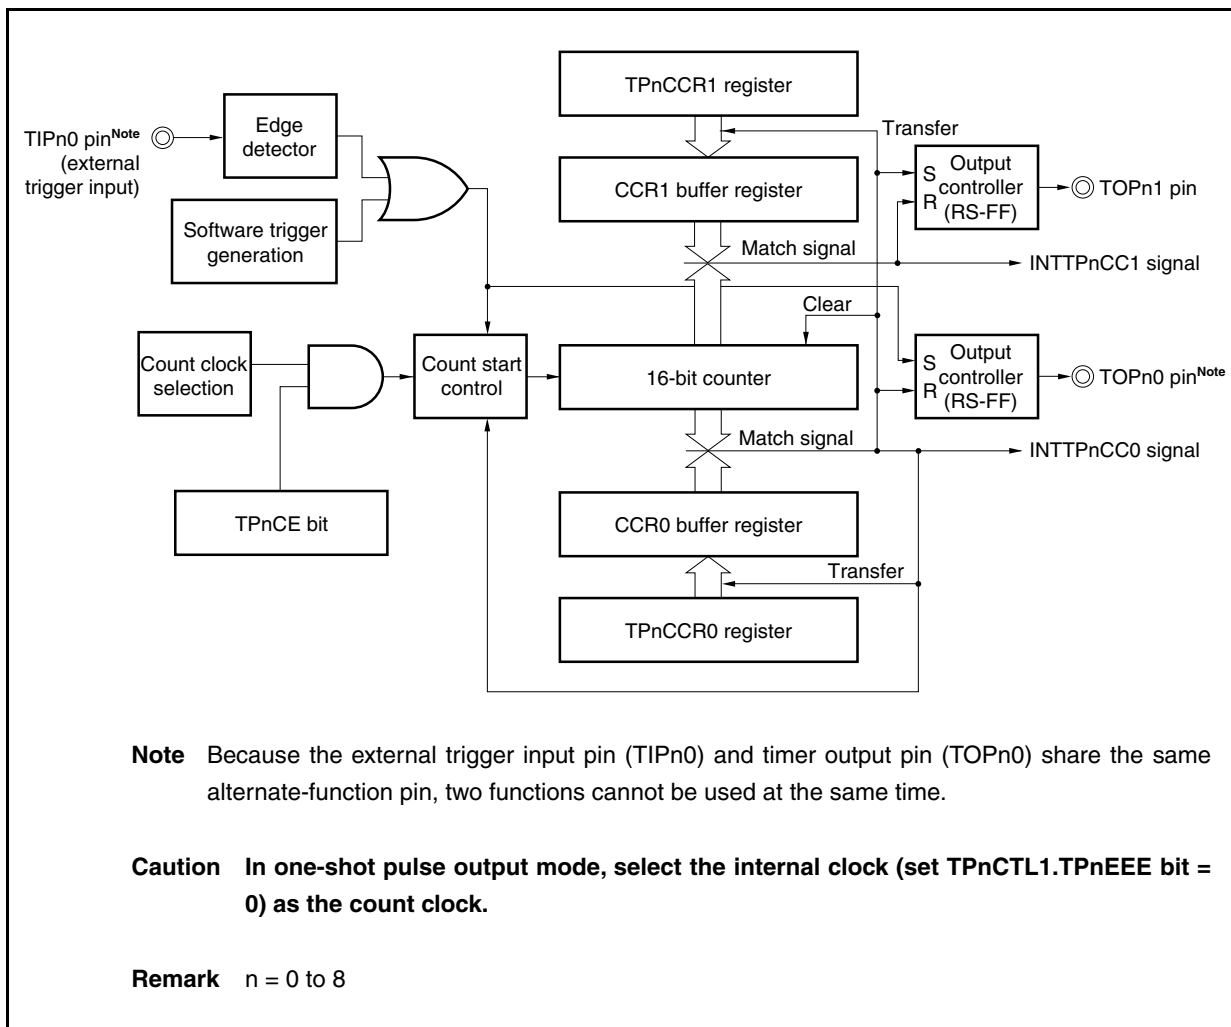 TPnCCR1 register
TIPn0 pinNote
(external
trigger input)
Edge
detector
Transfer
CCR1 buffer register
S
R
Output
controller
(RS-FF)
TOPn1 pin
Software trigger
generation
Match signal
INTTPnCC1 signal
Clear
Count clock
selection
Count start
control
16-bit counter
S
R
Output
controller
(RS-FF)
TOPn0 pinNote
Match signal
INTTPnCC0 signal
TPnCE bit
CCR0 buffer register
Transfer
TPnCCR0 register
Note Because the external trigger input pin (TIPn0) and timer output pin (TOPn0) share the same
alternate-function pin, two functions cannot be used at the same time.
Caution In one-shot pulse output mode, select the internal clock (set TPnCTL1.TPnEEE bit =
0) as the count clock.
Remark n = 0 to 8